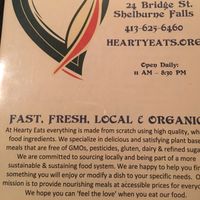 24 Bridge St.
Shelburne Falls
413-625-6460
HEARTYEATS.ORG
Open Daily:
11 AM - 8:30 PM
FAST, FRESH, LOCAL & ORGANIC
At Hearty Eats everything is made from scratch using high quality, wh
food ingredients. We specialize in delicious and satisfying plant base
meals that are free of GMOs, pesticides, gluten, dairy & refined sugar
We are committed to sourcing locally and being part of a more
sustainable & sustaining food system. We are happy to help you fin
something you will enjoy or modify a dish to your specific needs. O
mission is to provide nourishing meals at accessible prices for everyo
We hope you can 'feel the love' when you eat our food.